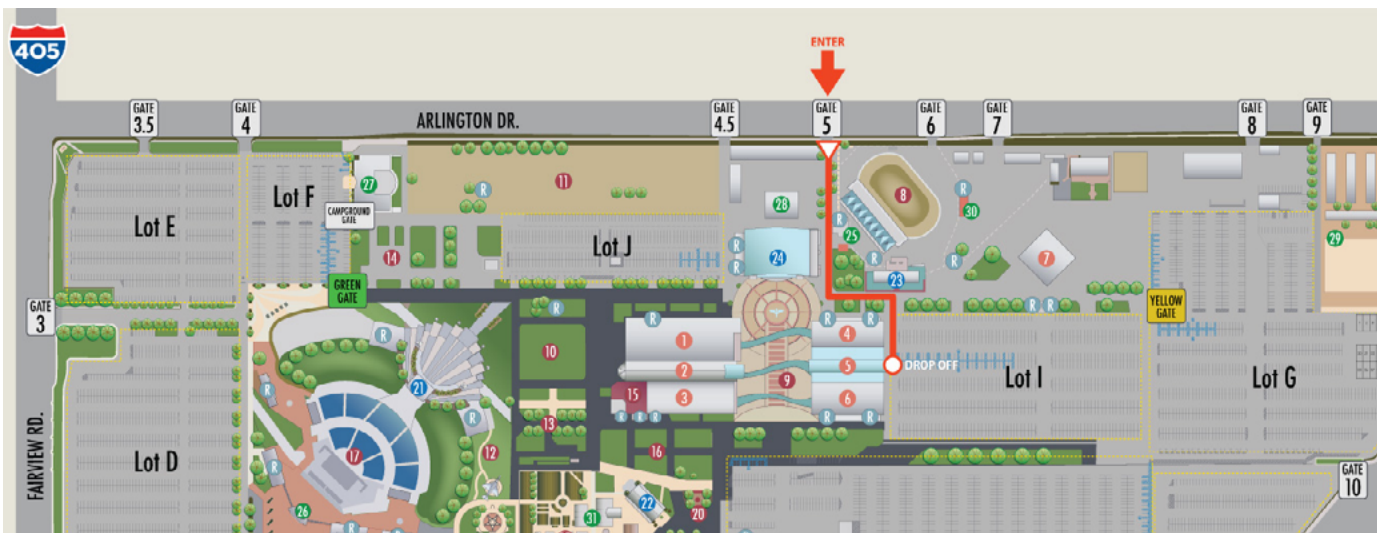 405
ENTER
GATE
3.5
GATE
4
ARLINGTON DR.
GATE
4.5
GATE
5
GATE
6
GATE
7
GATE
8
GATE
9
Lot E
Lot F
27
CAMPGROUND
GATE
11
R
28
8
R
30
29
R
25
Lot J
R
R
24
14
R
R
23
7
GREEN
GATE
YELLOW
GATE
GATE
3
R
R
R
R
R
R
10
1
4
2
5
DROP OFF
Lot I
Lot G
9
21
15
3
6
R
R
R
R
R
R
R
13
FAIRVIEW RD.
Lot D
17
12
16
R
GATE
10
26
22
31
20
R
R